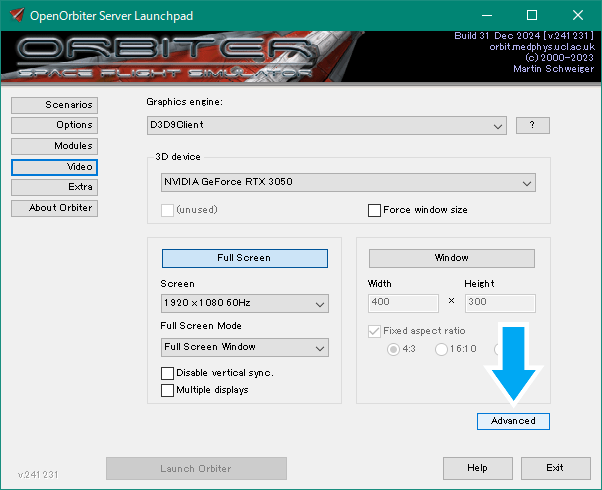 OpenOrbiter Server Launchpad
ORBITER
SPACE FLIGHT SIMULATOR
Build 31 Dec 2024 [v.241231]
orbit.medphys.ucl.ac.uk
(c) 2000-2023
Martin Schweiger
Scenarios
Options
Modules
Video
Extra
About Orbiter
Graphics engine:
D3D9Client
?
3D device
NVIDIA GeForce RTX 3050
(unused)
Force window size
Full Screen
Screen
1920 x 1080 60Hz
Full Screen Mode
Full Screen Window
Disable vertical sync.
Multiple displays
Window
Width
Height
400
×
300
Fixed aspect ratio
4:3
16:10
Advanced
v.241231
Launch Orbiter
Help
Exit